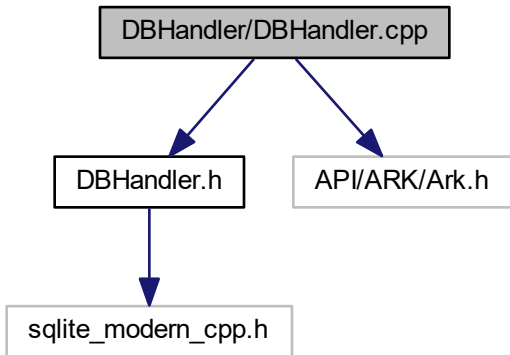 DBHandler/DBHandler.cpp
DBHandler.h
API/ARK/Ark.h
sqlite_modern_cpp.h